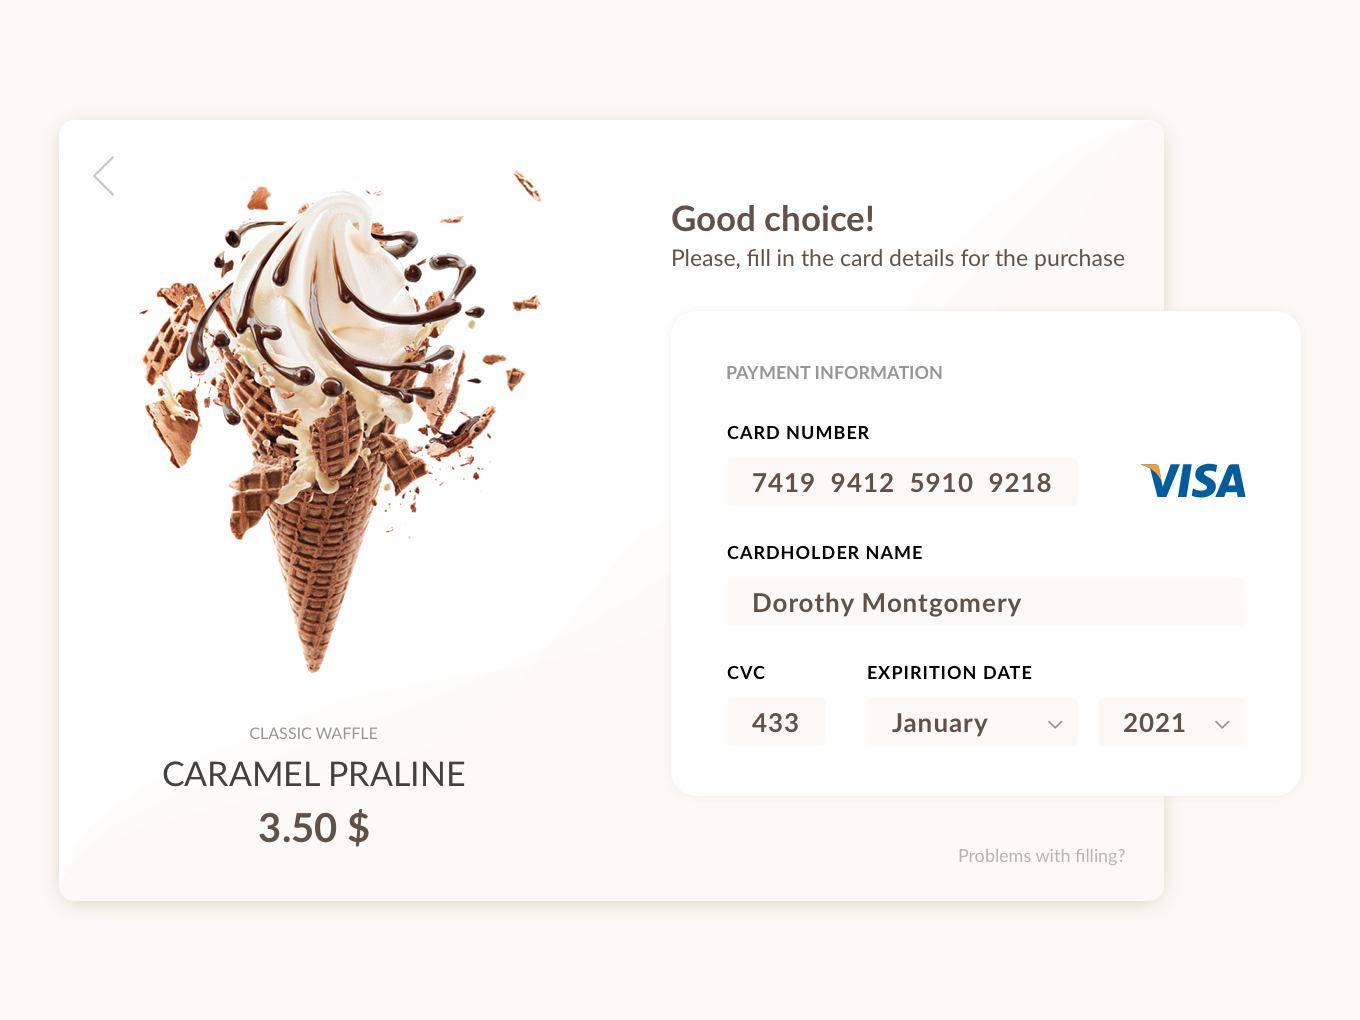 Good choice!
Please, fill in the card details for the purchase
PAYMENT INFORMATION
CARD NUMBER
7419 9412 5910 9218
VISA
CARDHOLDER NAME
Dorothy Montgomery
CVC
EXPIRITION DATE
433
January
2021
CLASSIC WAFFLE
CARAMEL PRALINE
3.50 $
Problems with filling?